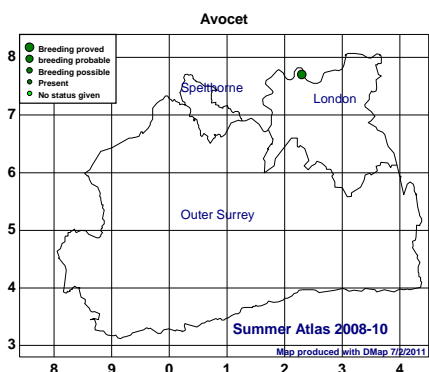 Avocet
Breeding proved
breeding probable
Breeding possible
Present
No status given
8
7
6
5
4
3
Spelthorne
London
Outer Surrey
Summer Atlas 2008-10
Map produced with DMap 7/2/2011
8 9 0 1 2 3 4